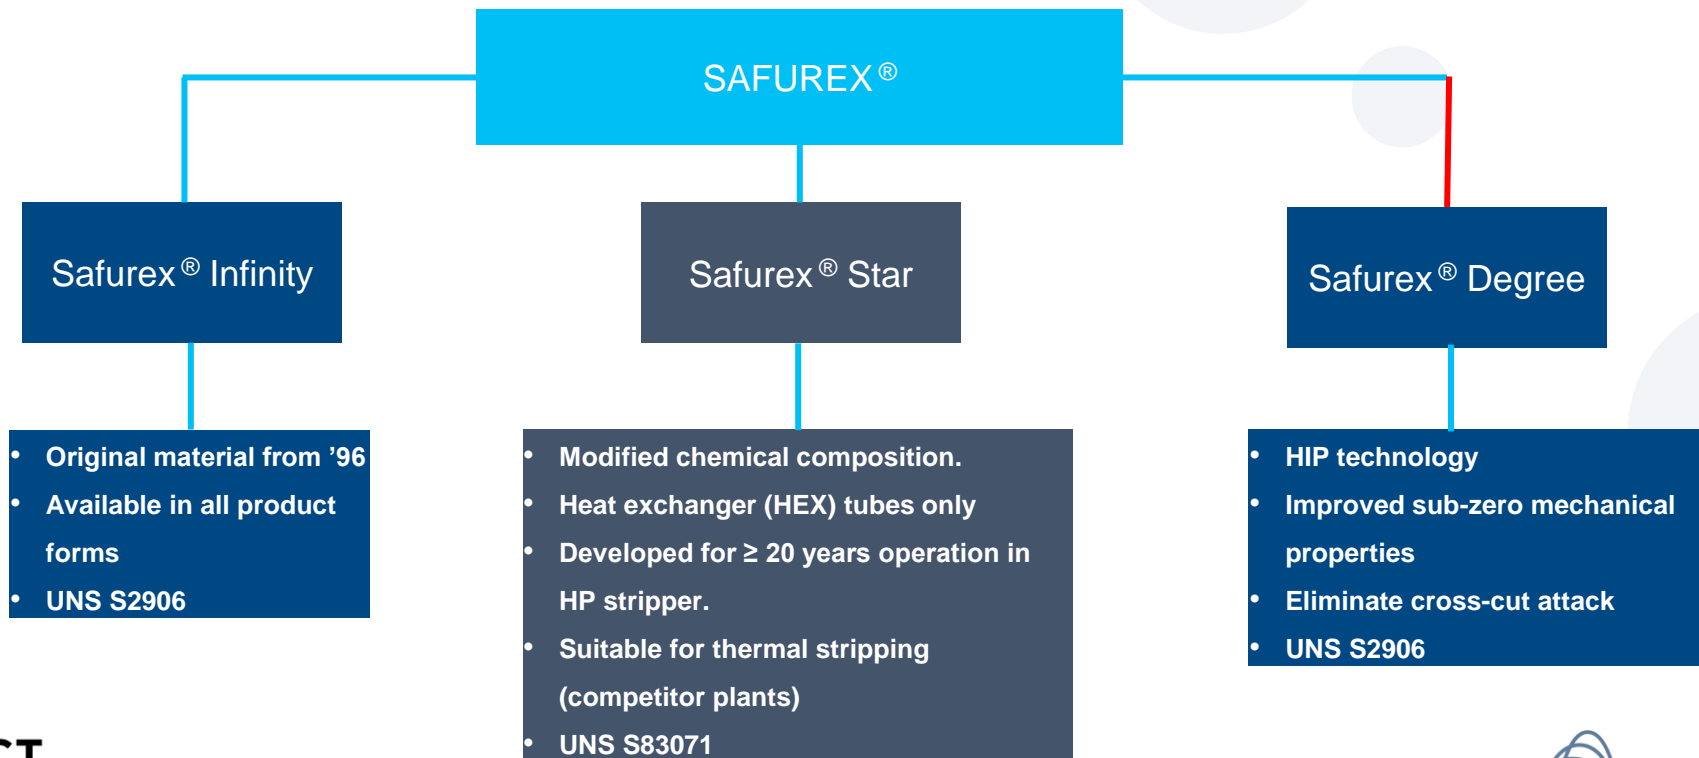 SAFUREX ®
Safurex ® Infinity
Safurex ® Star
Safurex ® Degree
• Original material from ’96
• Available in all product
forms
• UNS S2906
• Modified chemical composition.
• Heat exchanger (HEX) tubes only
• Developed for ≥ 20 years operation in
HP stripper.
• Suitable for thermal stripping
(competitor plants)
• UNS S83071
• HIP technology
• Improved sub-zero mechanical
properties
• Eliminate cross-cut attack
• UNS S2906